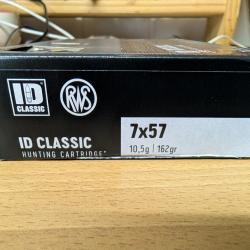 ID
CLASSIC
RWS
ID CLASSIC
HUNTING CARTRIDGE
7x57
10,5g | 162gr